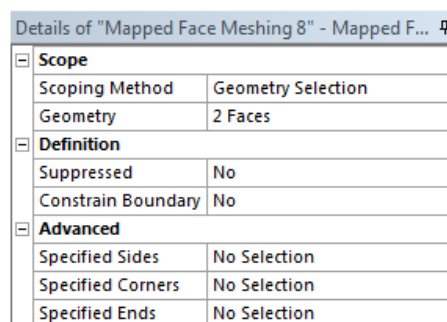 Details of "Mapped Face Meshing 8" - Mapped F...
Scope
Scoping Method Geometry Selection
Geometry 2 Faces
Definition
Suppressed No
Constrain Boundary No
Advanced
Specified Sides No Selection
Specified Corners No Selection
Specified Ends No Selection